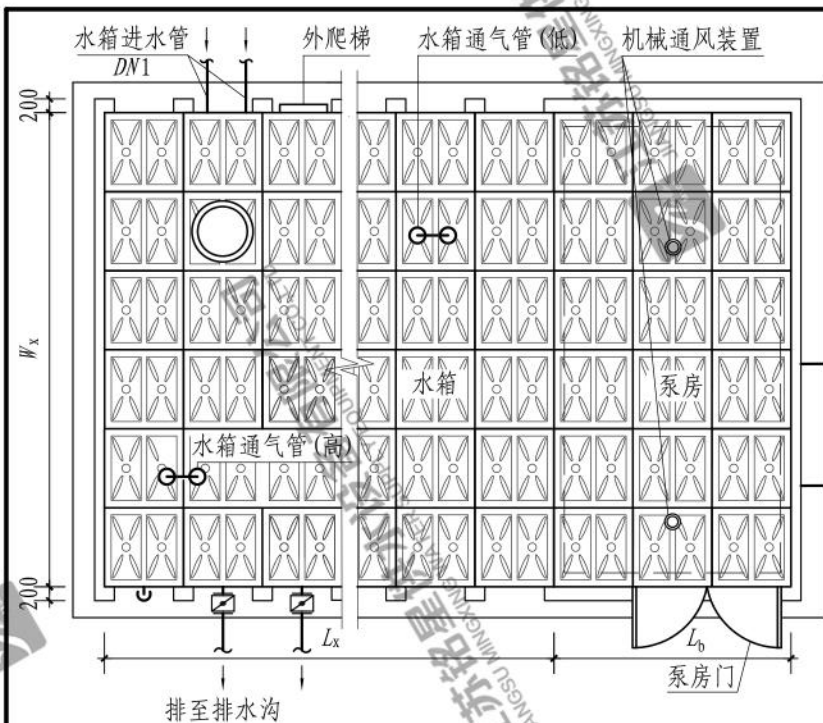 水箱进水管
DN1
外爬梯
水箱通气管(低)
机械通风装置
200
Wx
水箱
泵房
水箱通气管(高)
200
Lx
Lb
泵房门
排至排水沟